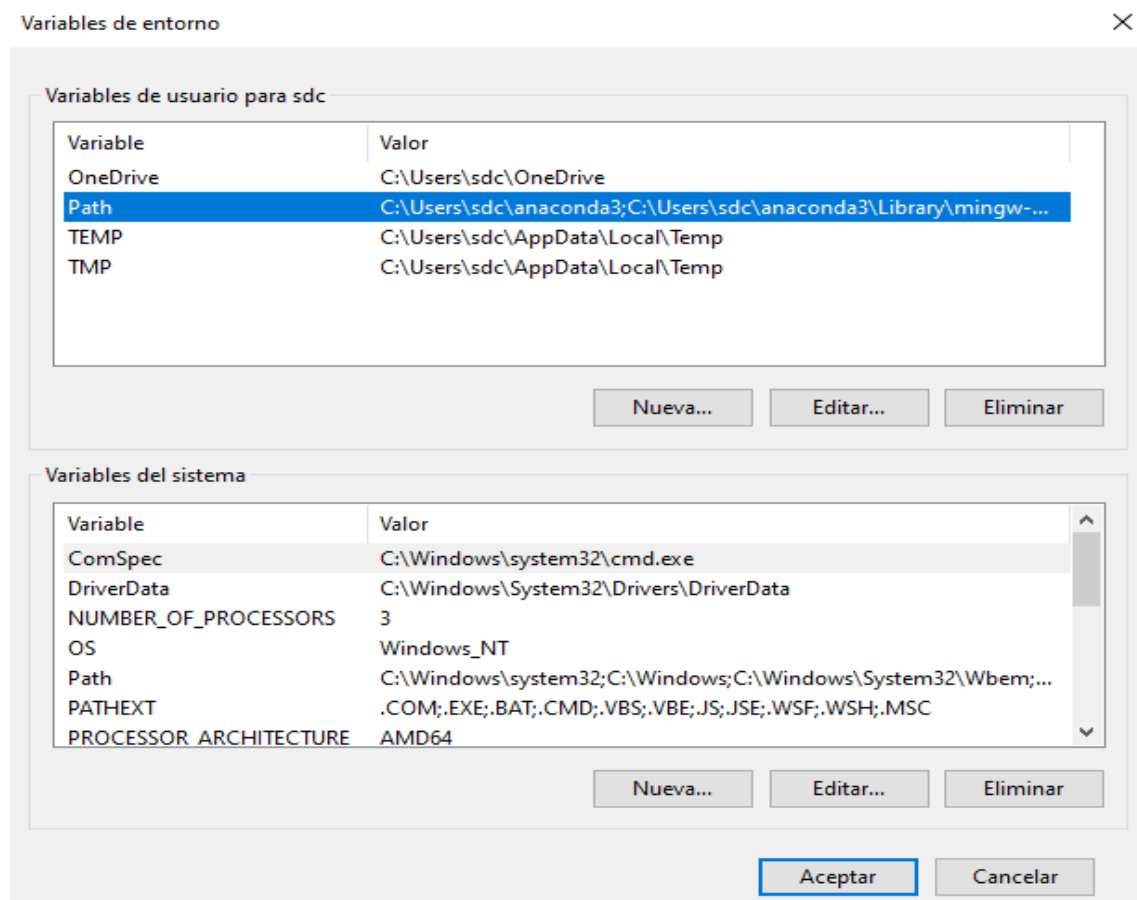 Variables de entorno
Variables de usuario para sdc
Variable Valor
OneDrive C:\Users\sdc\OneDrive
Path C:\Users\sdc\anaconda3;C:\Users\sdc\anaconda3\Library\mingw-...
TEMP C:\Users\sdc\AppData\Local\Temp
TMP C:\Users\sdc\AppData\Local\Temp
Nueva... Editar... Eliminar
Variables del sistema
Variable Valor
ComSpec C:\Windows\system32\cmd.exe
DriverData C:\Windows\System32\Drivers\DriverData
NUMBER_OF_PROCESSORS 3
OS Windows_NT
Path C:\Windows\system32;C:\Windows;C:\Windows\System32\Wbem;...
PATHEXT .COM;.EXE;.BAT;.CMD;.VBS;.VBE;.JS;.JSE;.WSF;.WSH;.MSC
PROCESSOR_ARCHITECTURE AMD64
Nueva... Editar... Eliminar
Aceptar Cancelar